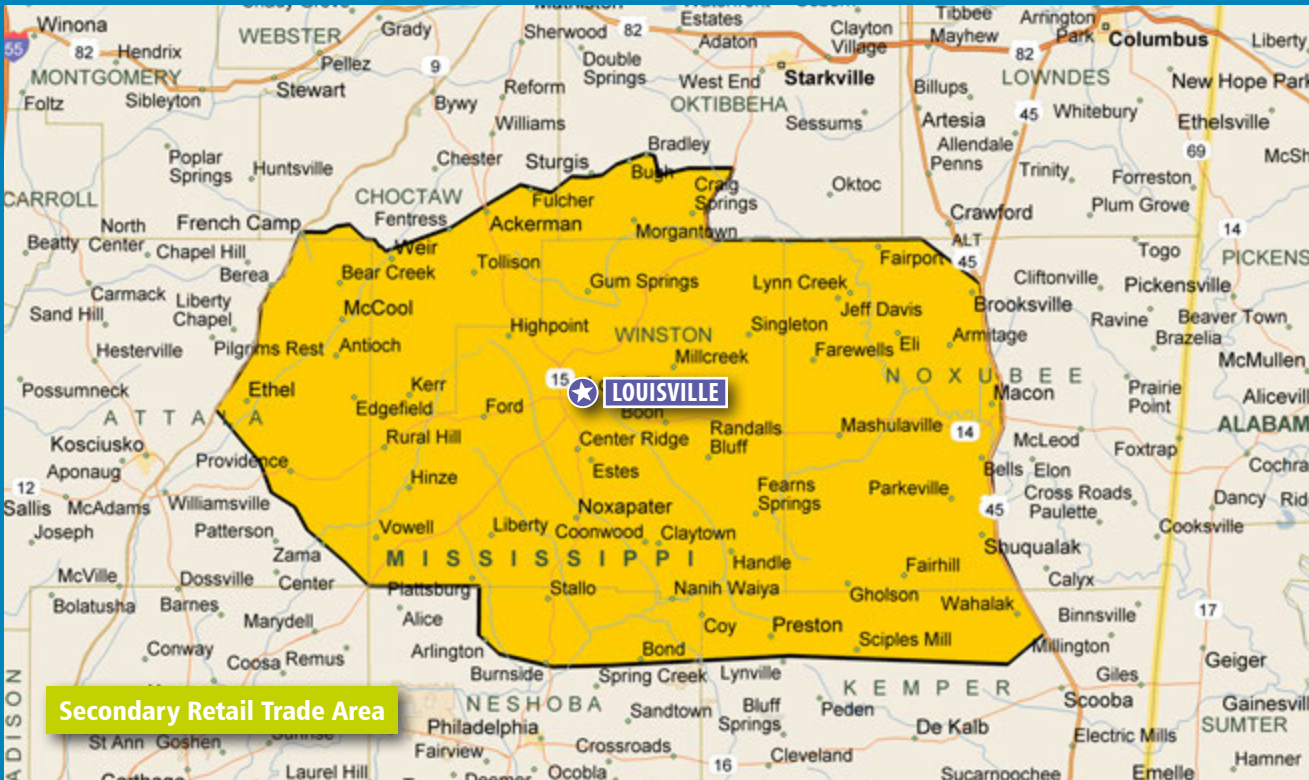 Winona
WEBSTER
Grady
Sherwood
82
Estates
Adaton
Clayton
Village
Tibbee
Mayhew
Arrington
Park
Columbus
Liberty
55
82
Hendrix
Pellez
9
Double
Springs
West End
Starkville
82
LOWNDES
New Hope Park
MONTGOMERY
Foltz
Sibleyton
Stewart
Bywy
Reform
OKTIBBEHA
Billups
45
Whitebury
Ethelsville
Williams
Sessums
Artesia
Allendale
Penns
69
Poplar
Springs
Huntsville
Chester
Sturgis
Bradley
Bugh
Craig
Springs
Oktoc
Trinity
Forreston
McSh
CARROLL
CHOCTAW
Fentress
Fulcher
Ackerman
Morgantown
Crawford
Plum Grove
North
Center
French Camp
Beatty
Chapel Hill
Weir
Fairport
ALT
45
Togo
14
PICKENS
Berea
Bear Creek
Tollison
Gum Springs
Lynn Creek
Cliftonville
Pickensville
Carmack
Liberty
Chapel
Sand Hill
McCool
Jeff Davis
Brooksville
Ravine
Beaver Town
Brazelia
Hesterville
Pilgrims Rest
Antioch
Highpoint
WINSTON
Singleton
Farewells
Eli
Armitage
Millcreek
McMullen
Possumneck
Ethel
Kerr
15
LOUISVILLE
NOXUBEE
Macon
Prairie
Point
Aliceville
ATTALA
Edgefield
Ford
Boon
ALABAM
Kosciusko
Rural Hill
Center Ridge
Randalls
Bluff
Mashulaville
14
McLeod
Foxtrap
Aponaug
Providence
Hinze
Estes
Bells
Elon
Cochra
12
Sallis
McAdams
Williamsville
Fearns
Springs
Parkeville
Cross Roads
Paulette
Dancy
Rid
Joseph
Patterson
Noxapater
45
Cooksville
Vowell
Liberty
Coonwood
Claytown
Shuqualak
Zama
MISSISSIPPI
Handle
Fairhill
McVille
Dossville
Center
Plattsburg
Stallo
Nanih Waiya
Gholson
Wahalak
Calyx
Bolatusha
Barnes
Marydell
Alice
Coy
Preston
Binnsville
17
Conway
Coosa
Remus
Arlington
Bond
Sciples Mill
Millington
Geiger
Burnside
Spring Creek
Lynville
Giles
MADISON
NESHOBA
KEMPER
Scooba
Gainesvill
Secondary Retail Trade Area
Philadelphia
Sandtown
Bluff
Springs
Peden
De Kalb
SUMTER
St Ann
Goshen
Sunrise
Fairview
Crossroads
Cleveland
Electric Mills
Hamner
Carthage
Laurel Hill
Deemer
Ocobla
16
Sucarnoochee
Emelle